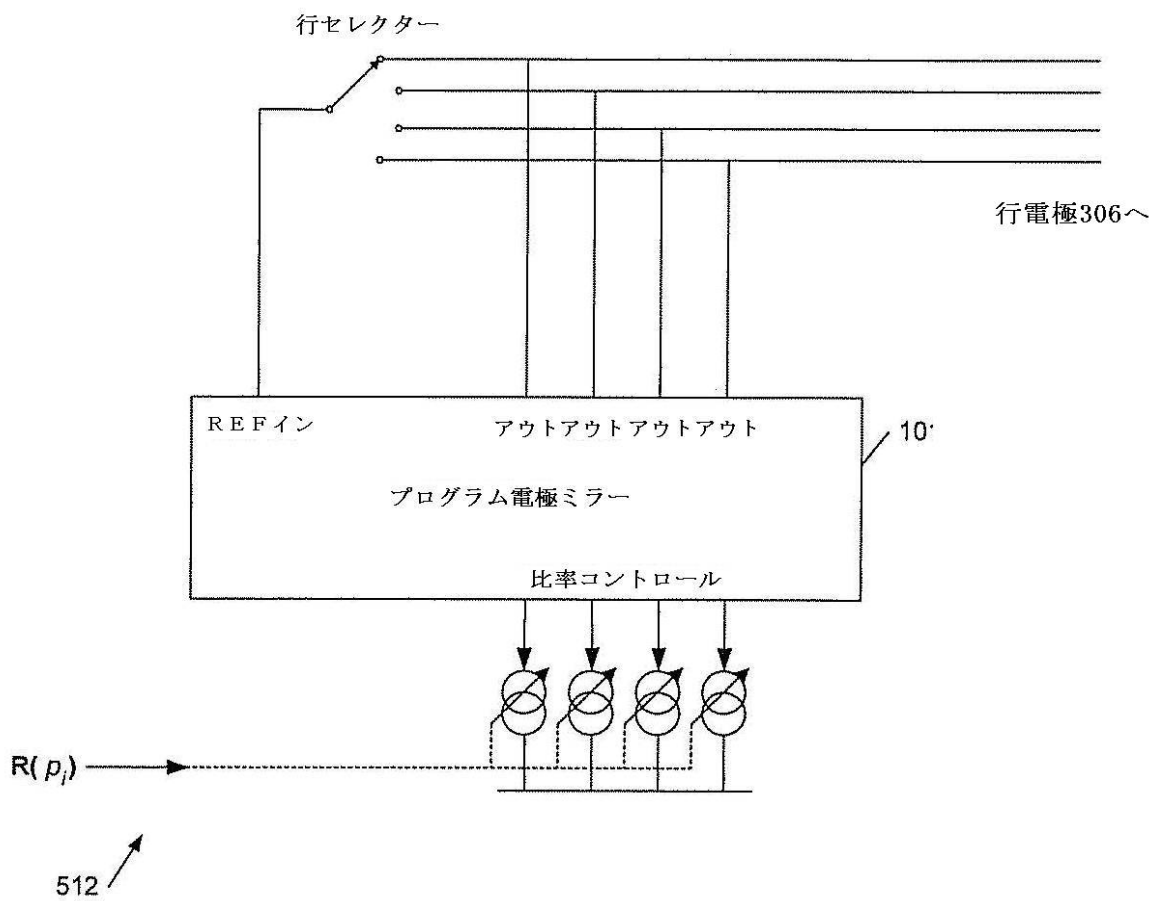 行セレクター
行電極306へ
REFイン
アウトアウトアウトアウト
プログラム電極ミラー
比率コントロール
R( pi)
512